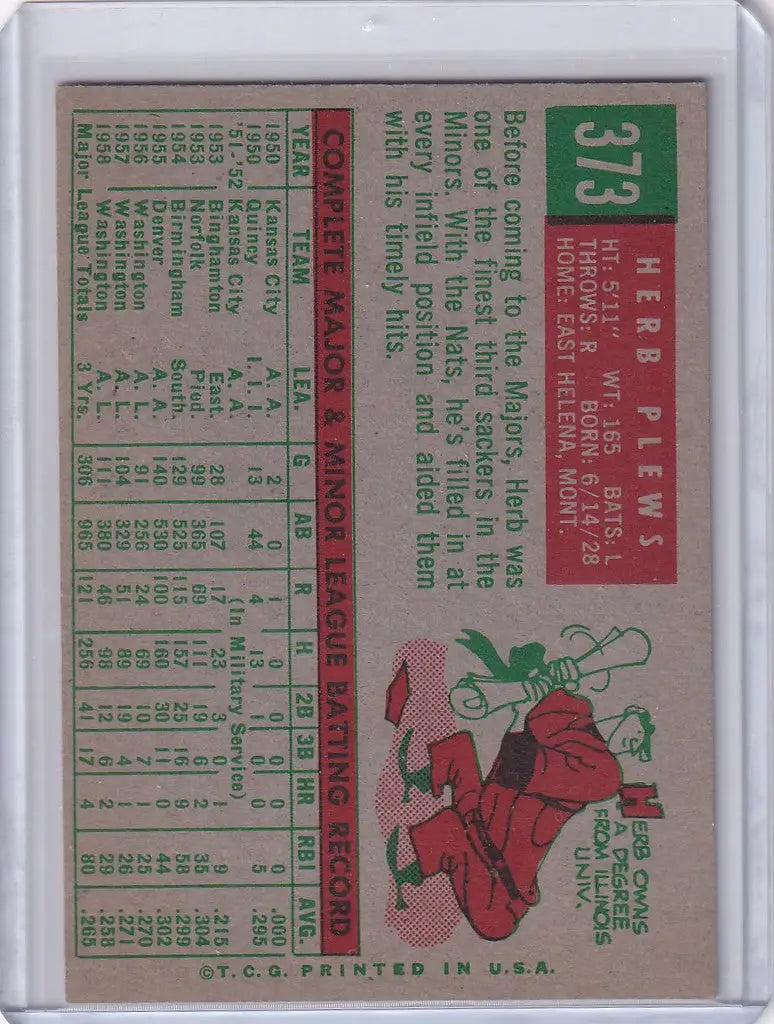 373
HERB PLEWS
HT: 5'11" WT: 165 BATS: L
THROWS: R BORN: 6/14/28
HOME: EAST HELENA, MONT.
Before coming to the Majors, Herb was
one of the finest third sackers in the
Minors. With the Nats, he's filled in at
every infield position and aided them
with his timely hits.
HERB OWNS
A DEGREE
FROM ILLINOIS
UNIV.
COMPLETE MAJOR & MINOR LEAGUE BATTING RECORD
YEAR TEAM LEA. G AB R H 2B 3B HR RBI AVG.
1950 Kansas City A. A. 2 0 1 0 0 0 0 0 .000
1950 Quincy I. I. I. 13 44 4 13 1 0 0 5 .295
'51-'52 Kansas City A. A. (In Military Service)
1953 Binghamton East. 28 107 17 23 3 0 1 9 .215
1953 Norfolk Pied. 99 365 69 111 19 6 2 35 .304
1954 Birmingham South. 129 525 115 157 25 16 9 58 .299
1955 Denver A. A. 140 530 100 160 30 11 0 44 .302
1956 Washington A. L. 91 256 24 69 10 7 1 25 .270
1957 Washington A. L. 104 329 51 89 19 4 1 26 .271
1958 Washington A. L. 111 380 46 98 12 6 2 29 .258
Major League Totals 3 Yrs. 306 965 121 256 41 17 4 80 .265
©T. C. G. PRINTED IN U.S.A.